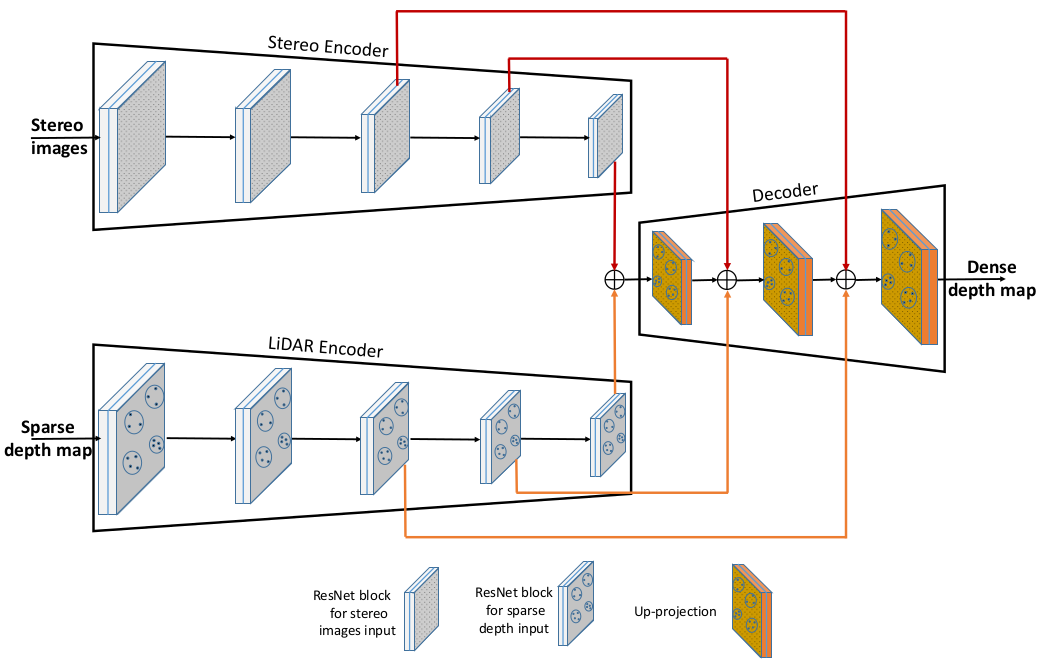 Stereo Encoder
Stereo
images
Decoder
Dense
depth map
LiDAR Encoder
Sparse
depth map
ResNet block
for stereo
images input
ResNet block
for sparse
depth input
Up-projection